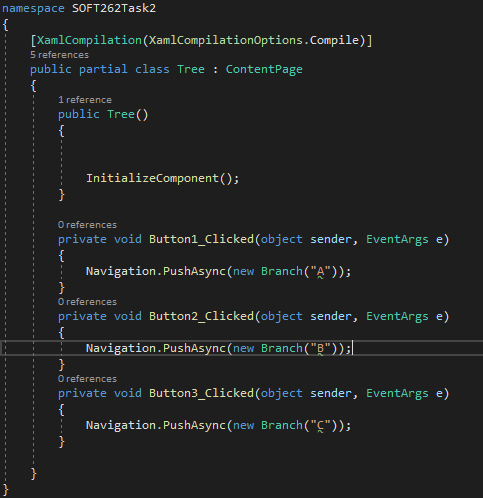 namespace SOFT262Task2
{
[XamlCompilation(XamlCompilationOptions.Compile)]
5 references
public partial class Tree : ContentPage
{
1 reference
public Tree()
{
InitializeComponent();
}
0 references
private void Button1_Clicked(object sender, EventArgs e)
{
Navigation.PushAsync(new Branch("A"));
}
0 references
private void Button2_Clicked(object sender, EventArgs e)
{
Navigation.PushAsync(new Branch("B"));
}
0 references
private void Button3_Clicked(object sender, EventArgs e)
{
Navigation.PushAsync(new Branch("C"));
}
}
}